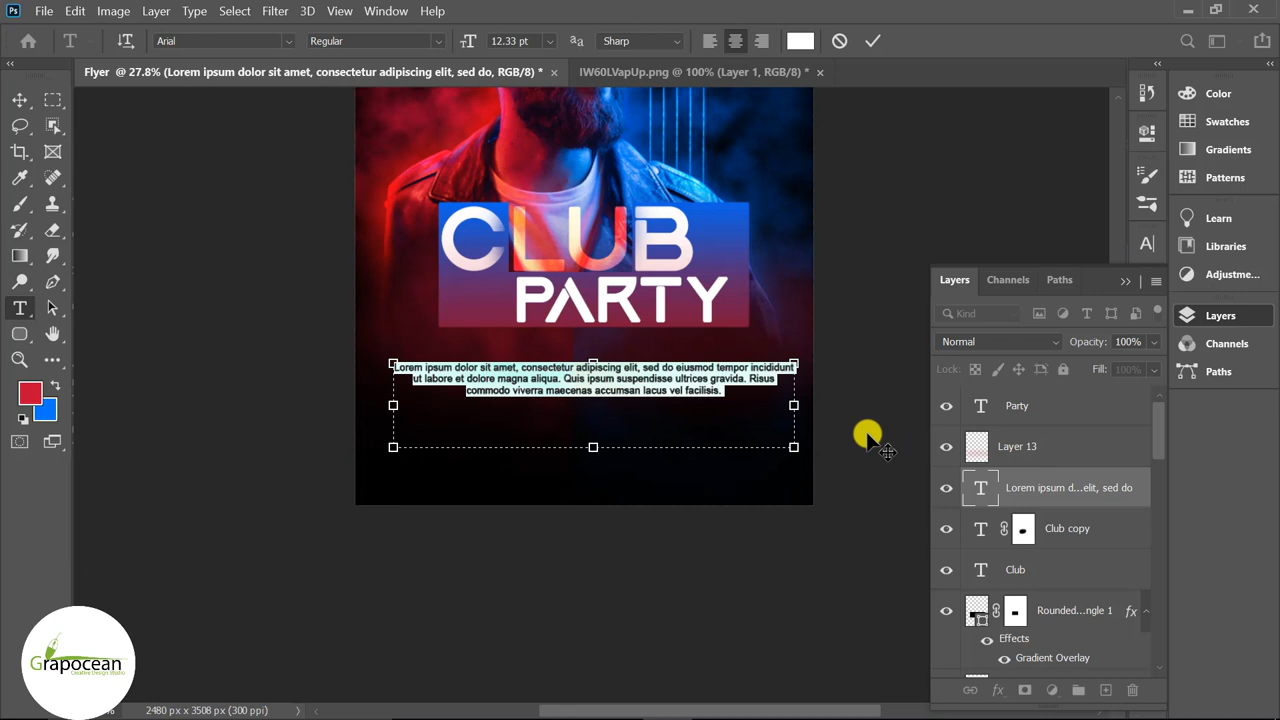 Ps File Edit Image Layer Type Select Filter 3D View Window Help
Arial Regular 12.33 pt Sharp
Flyer @ 27.8% (Lorem ipsum dolor sit amet, consectetur adipiscing elit, sed do, RGB/8) * IW60LVapUp.png @ 100% (Layer 1, RGB/8) *
Color
Swatches
Gradients
Patterns
Learn
Libraries
Adjustme...
Layers
Channels
Paths
CLUB
PARTY
Lorem ipsum dolor sit amet, consectetur adipiscing elit, sed do eiusmod tempor incididunt
ut labore et dolore magna aliqua. Quis ipsum suspendisse ultrices gravida. Risus
commodo viverra maecenas accumsan lacus vel facilisis.
Layers Channels Paths
Kind
Normal Opacity: 100%
Lock: Fill: 100%
Party
Layer 13
Lorem ipsum d...elit, sed do
Club copy
Club
Rounded...ngle 1 fx
Effects
Gradient Overlay
Grapocean
Creative Design Studio
2480 px x 3508 px (300 ppi)